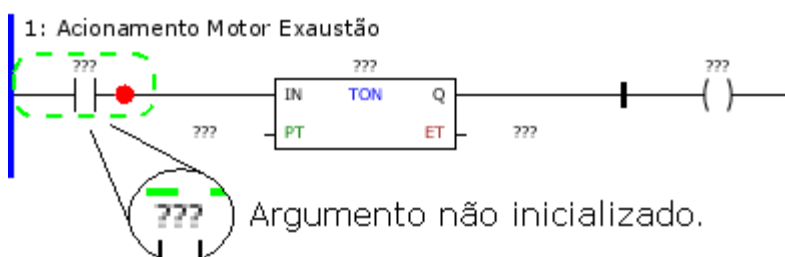 1: Acionamento Motor Exaustão
??? ??? ???
IN TON Q
??? PT ET ???
??? Argumento não inicializado.